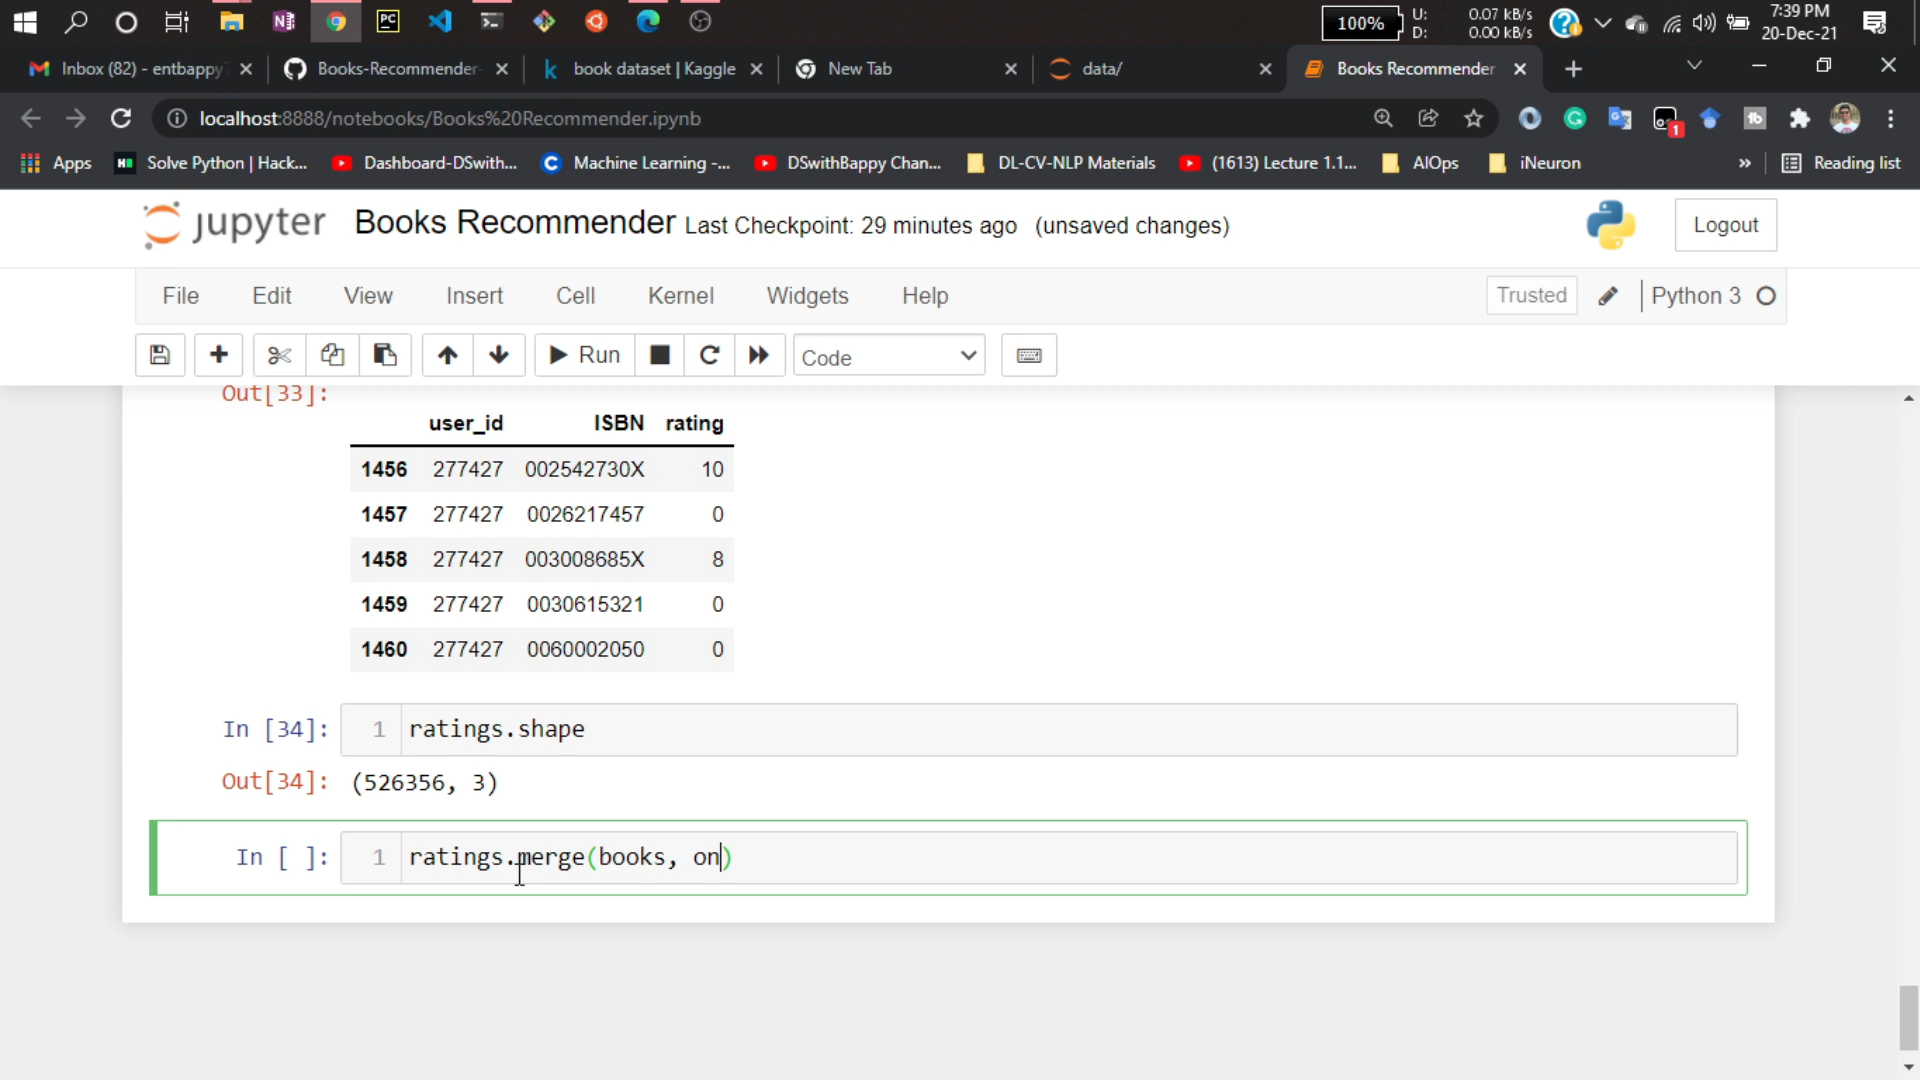 100%
U: 0.07 kB/s
D: 0.00 kB/s
7:39 PM
20-Dec-21
Inbox (82) - entbappy
Books-Recommender-
book dataset | Kaggle
New Tab
data/
Books Recommender
localhost:8888/notebooks/Books%20Recommender.ipynb
1
Apps
Solve Python | Hack...
Dashboard-DSwith...
Machine Learning -...
DSwithBappy Chan...
DL-CV-NLP Materials
(1613) Lecture 1.1...
AIOps
iNeuron
»
Reading list
jupyter
Books Recommender Last Checkpoint: 29 minutes ago (unsaved changes)
Logout
File Edit View Insert Cell Kernel Widgets Help
Trusted
Python 3
Run
Code
Out[33]:
user_id ISBN rating
1456 277427 002542730X 10
1457 277427 0026217457 0
1458 277427 003008685X 8
1459 277427 0030615321 0
1460 277427 0060002050 0
In [34]: 1 ratings.shape
Out[34]: (526356, 3)
In [ ]: 1 ratings.merge(books, on)